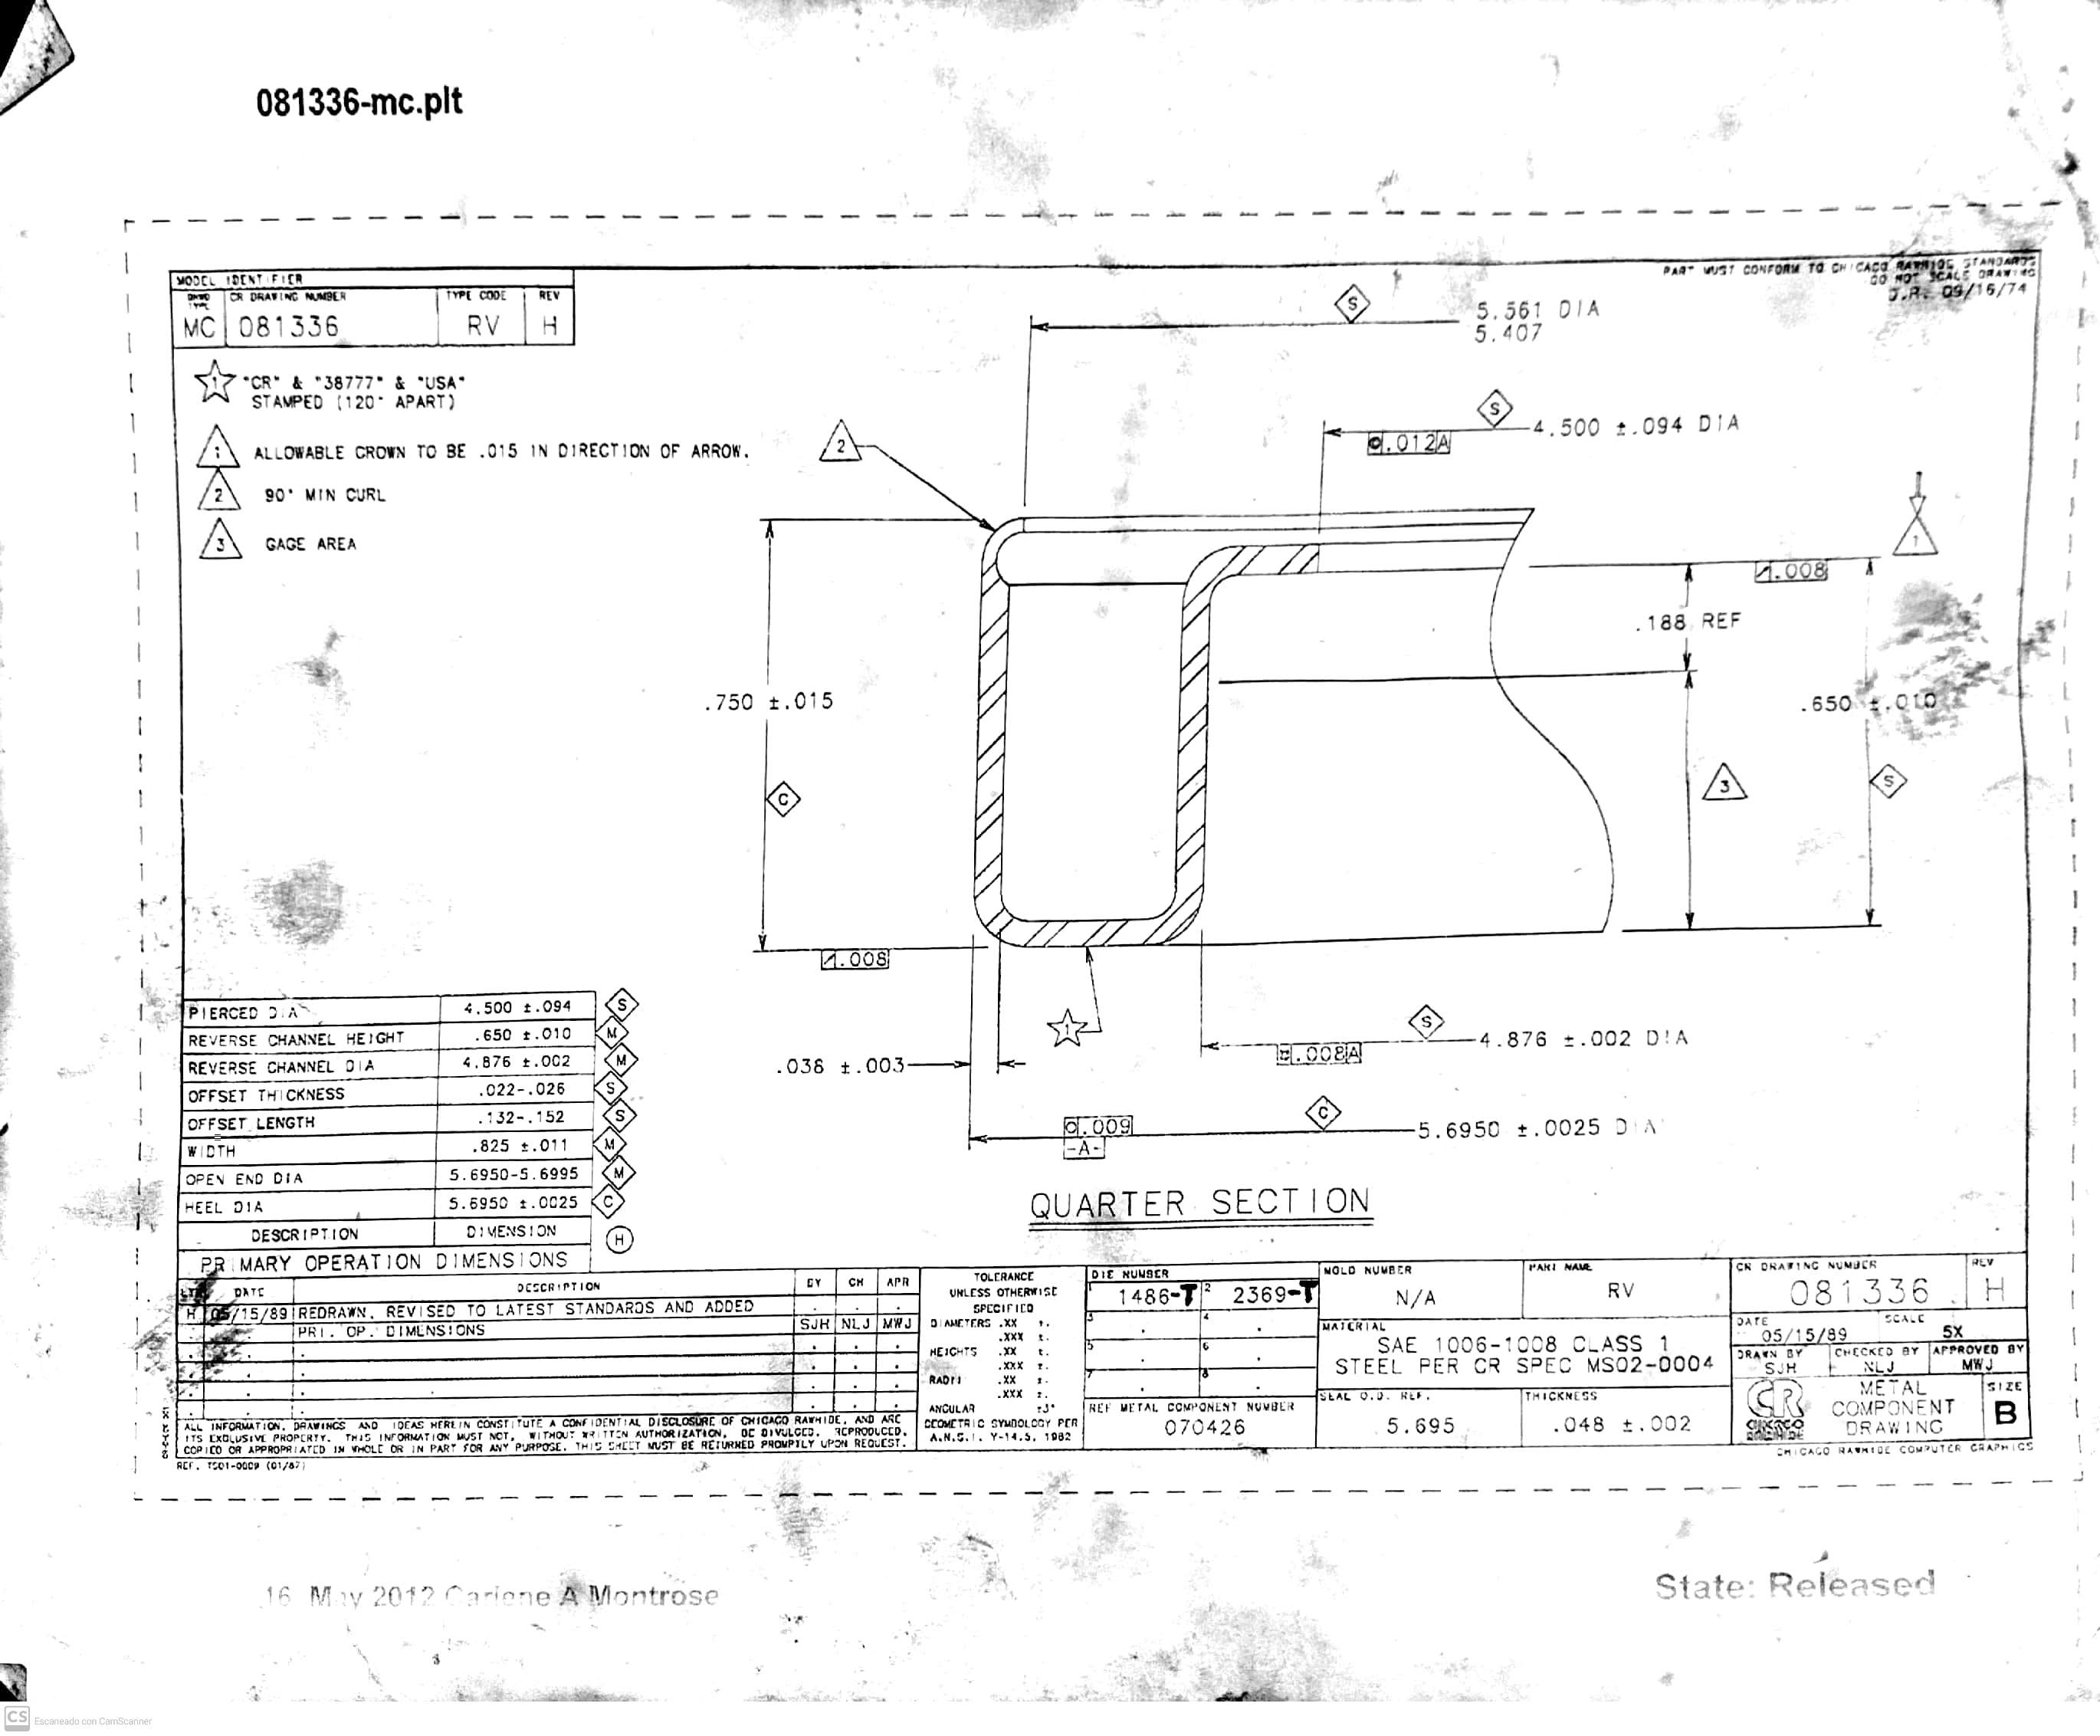 081336-mc.plt
PART MUST CONFORM TO CHICAGO RAWHIDE STANDARDS
DO NOT SCALE DRAWING
J.R. 09/16/74
MODEL IDENTIFIER
DRWG TYPE CR DRAWING NUMBER TYPE CODE REV
MC 081336 RV H
1 "CR" & "38777" & "USA"
STAMPED (120° APART)
1 ALLOWABLE CROWN TO BE .015 IN DIRECTION OF ARROW.
2 90° MIN CURL
3 GAGE AREA
S 5.561 DIA
5.407
S
.012 A 4.500 ±.094 DIA
2
1
.008
.188 REF
.750 ±.015
.650 ±.010
C
3
S
.008
1
S
.008 A 4.876 ±.002 DIA
.038 ±.003
C
.009 5.6950 ±.0025 DIA
-A-
QUARTER SECTION
PIERCED DIA 4.500 ±.094 S
REVERSE CHANNEL HEIGHT .650 ±.010 M
REVERSE CHANNEL DIA 4.876 ±.002 M
OFFSET THICKNESS .022-.026 S
OFFSET LENGTH .132-.152 S
WIDTH .825 ±.011 M
OPEN END DIA 5.6950-5.6995 M
HEEL DIA 5.6950 ±.0025 C
DESCRIPTION DIMENSION H
PRIMARY OPERATION DIMENSIONS
LTR DATE DESCRIPTION BY CH APR
H 05/15/89 REDRAWN, REVISED TO LATEST STANDARDS AND ADDED
PRI. OP. DIMENSIONS SJH NLJ MWJ
ALL INFORMATION, DRAWINGS AND IDEAS HEREIN CONSTITUTE A CONFIDENTIAL DISCLOSURE OF CHICAGO RAWHIDE, AND ARE
ITS EXCLUSIVE PROPERTY. THIS INFORMATION MUST NOT, WITHOUT WRITTEN AUTHORIZATION, BE DIVULGED, REPRODUCED,
COPIED OR APPROPRIATED IN WHOLE OR IN PART FOR ANY PURPOSE. THIS SHEET MUST BE RETURNED PROMPTLY UPON REQUEST.
REF. TS01-0009 (01/87)
TOLERANCE
UNLESS OTHERWISE
SPECIFIED
DIAMETERS .XX ±.
.XXX ±.
HEIGHTS .XX ±.
.XXX ±.
RADII .XX ±.
.XXX ±.
ANGULAR ±3°
GEOMETRIC SYMBOLOGY PER
A.N.S.I. Y-14.5, 1982
DIE NUMBER
1 1486-T 2 2369-T
3 4
5 6
7 8
REF METAL COMPONENT NUMBER
070426
MOLD NUMBER
N/A
PART NAME
RV
MATERIAL
SAE 1006-1008 CLASS 1
STEEL PER CR SPEC MS02-0004
SEAL O.D. REF.
5.695
THICKNESS
.048 ±.002
CR DRAWING NUMBER REV
081336 H
DATE SCALE
05/15/89 5X
DRAWN BY CHECKED BY APPROVED BY
SJH NLJ MWJ
CR
CHICAGO
RAWHIDE
METAL
COMPONENT
DRAWING
SIZE
B
CHICAGO RAWHIDE COMPUTER GRAPHICS
16 May 2012 Carlene A Montrose
State: Released
CS Escaneado con CamScanner